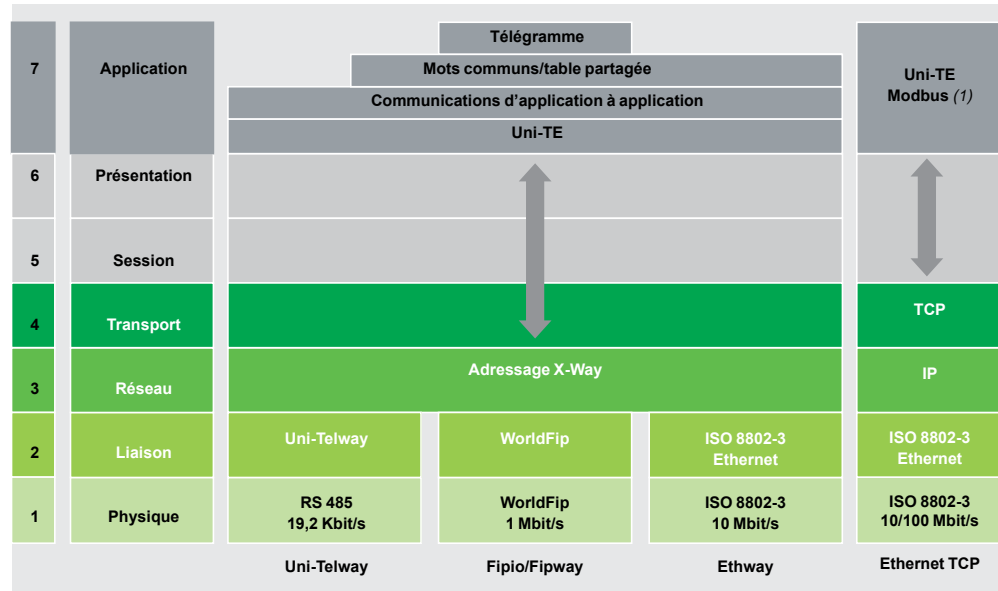 Télégramme
7
Application
Mots communs/table partagée
Uni-TE
Modbus (1)
Communications d'application à application
Uni-TE
6
Présentation
5
Session
4
Transport
TCP
3
Réseau
Adressage X-Way
IP
2
Liaison
Uni-Telway
WorldFip
ISO 8802-3
Ethernet
ISO 8802-3
Ethernet
1
Physique
RS 485
19,2 Kbit/s
WorldFip
1 Mbit/s
ISO 8802-3
10 Mbit/s
ISO 8802-3
10/100 Mbit/s
Uni-Telway
Fipio/Fipway
Ethway
Ethernet TCP